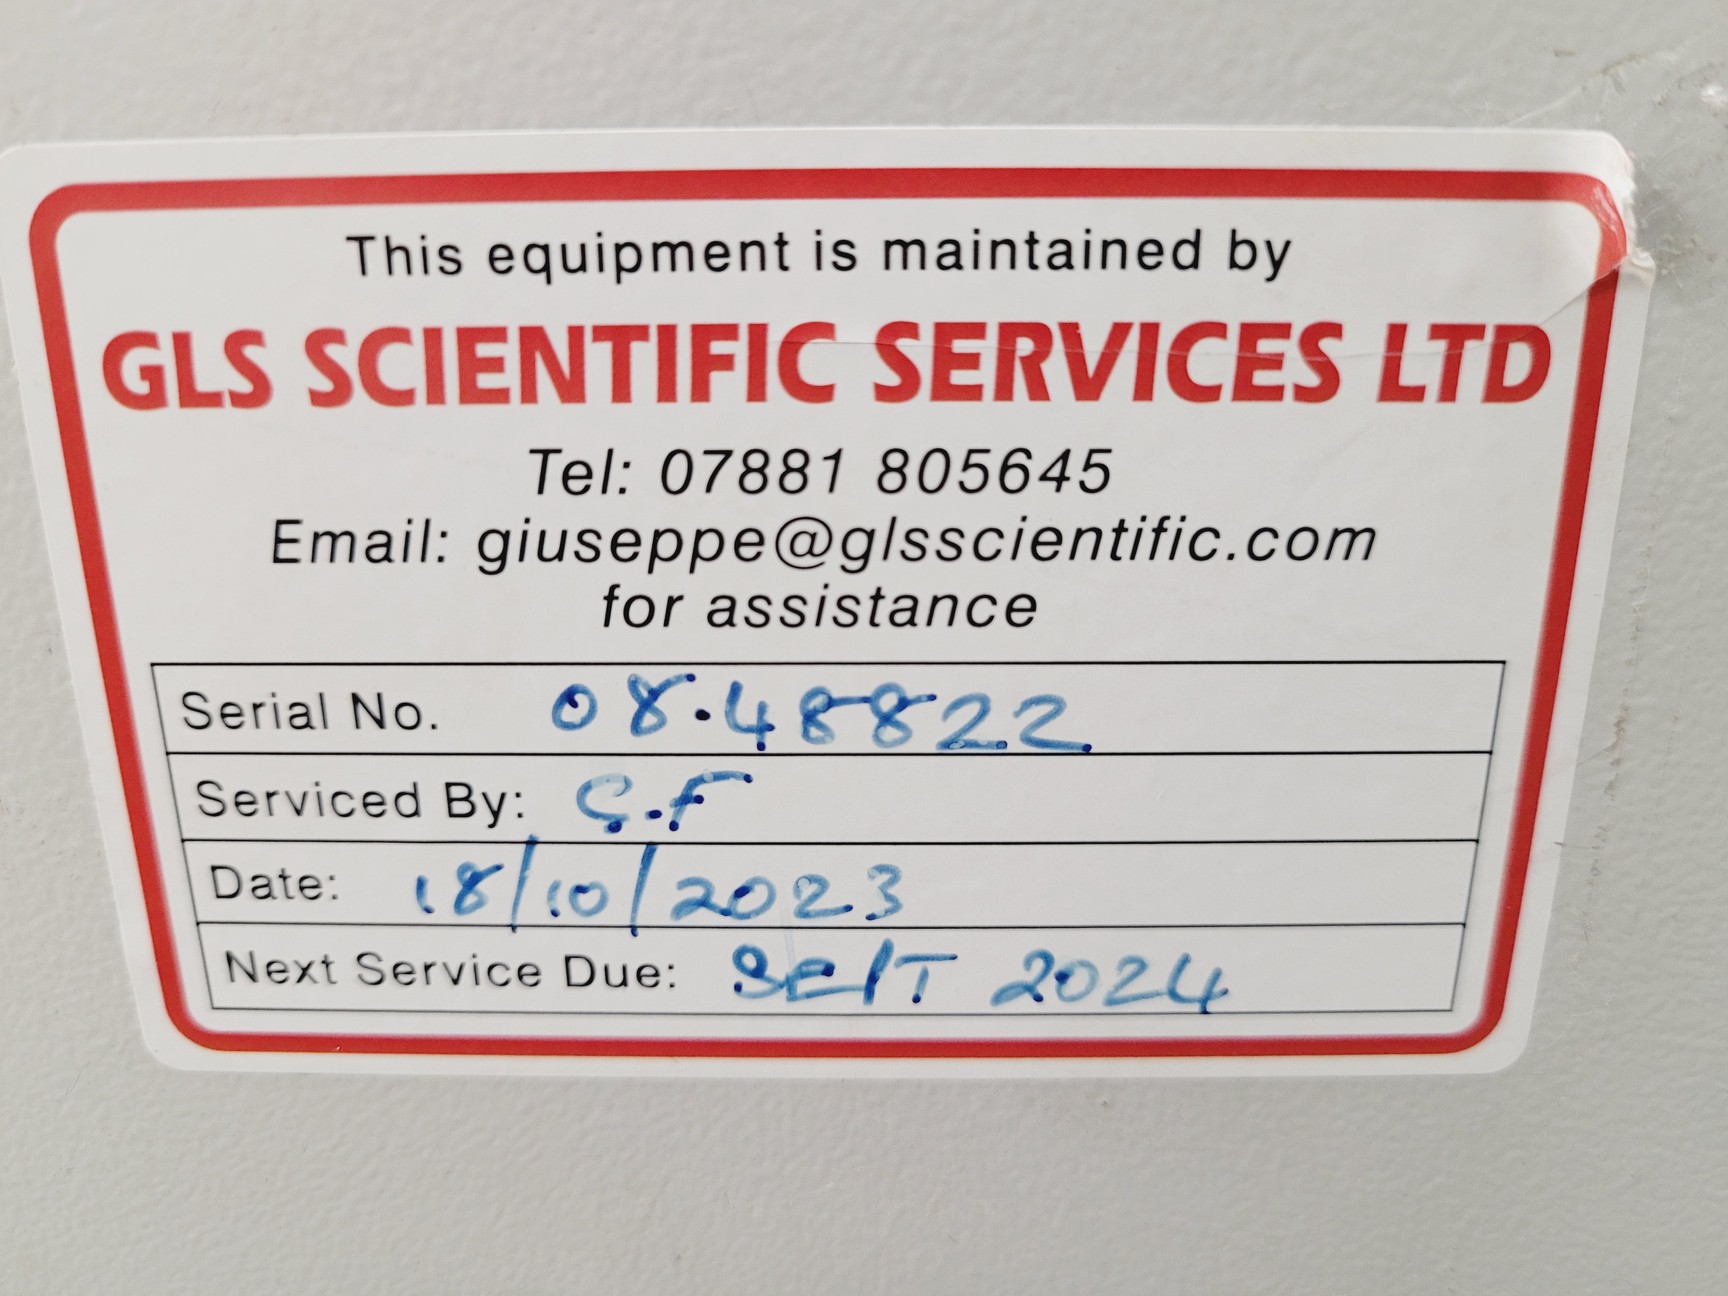 This equipment is maintained by
GLS SCIENTIFIC SERVICES LTD
Tel: 07881 805645
Email: giuseppe@glsscientific.com
for assistance
Serial No. 08.48822
Serviced By: S.F
Date: 18/10/2023
Next Service Due: SEPT 2024